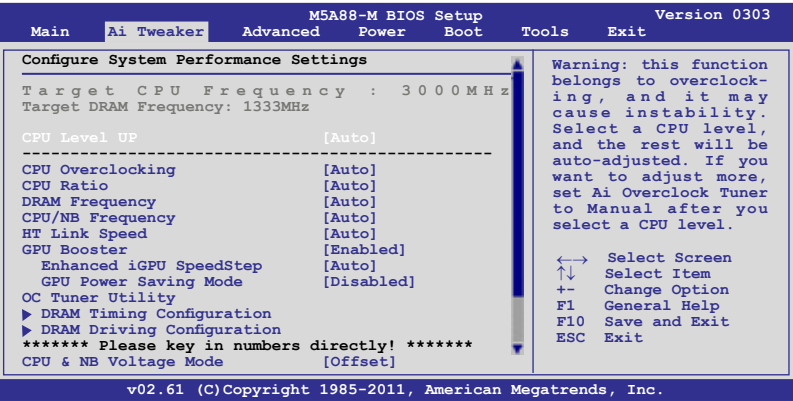 M5A88-M BIOS Setup Version 0303
Main Ai Tweaker Advanced Power Boot Tools Exit
Configure System Performance Settings
Target CPU Frequency : 3000MHz
Target DRAM Frequency: 1333MHz
CPU Level UP [Auto]
------------------------------------------------
CPU Overclocking [Auto]
CPU Ratio [Auto]
DRAM Frequency [Auto]
CPU/NB Frequency [Auto]
HT Link Speed [Auto]
GPU Booster [Enabled]
Enhanced iGPU SpeedStep [Auto]
GPU Power Saving Mode [Disabled]
OC Tuner Utility
DRAM Timing Configuration
DRAM Driving Configuration
******* Please key in numbers directly! *******
CPU & NB Voltage Mode [Offset]
Warning: this function
belongs to overclock-
ing, and it may
cause instability.
Select a CPU level,
and the rest will be
auto-adjusted. If you
want to adjust more,
set Ai Overclock Tuner
to Manual after you
select a CPU level.
←→ Select Screen
↑↓ Select Item
+- Change Option
F1 General Help
F10 Save and Exit
ESC Exit
v02.61 (C)Copyright 1985-2011, American Megatrends, Inc.